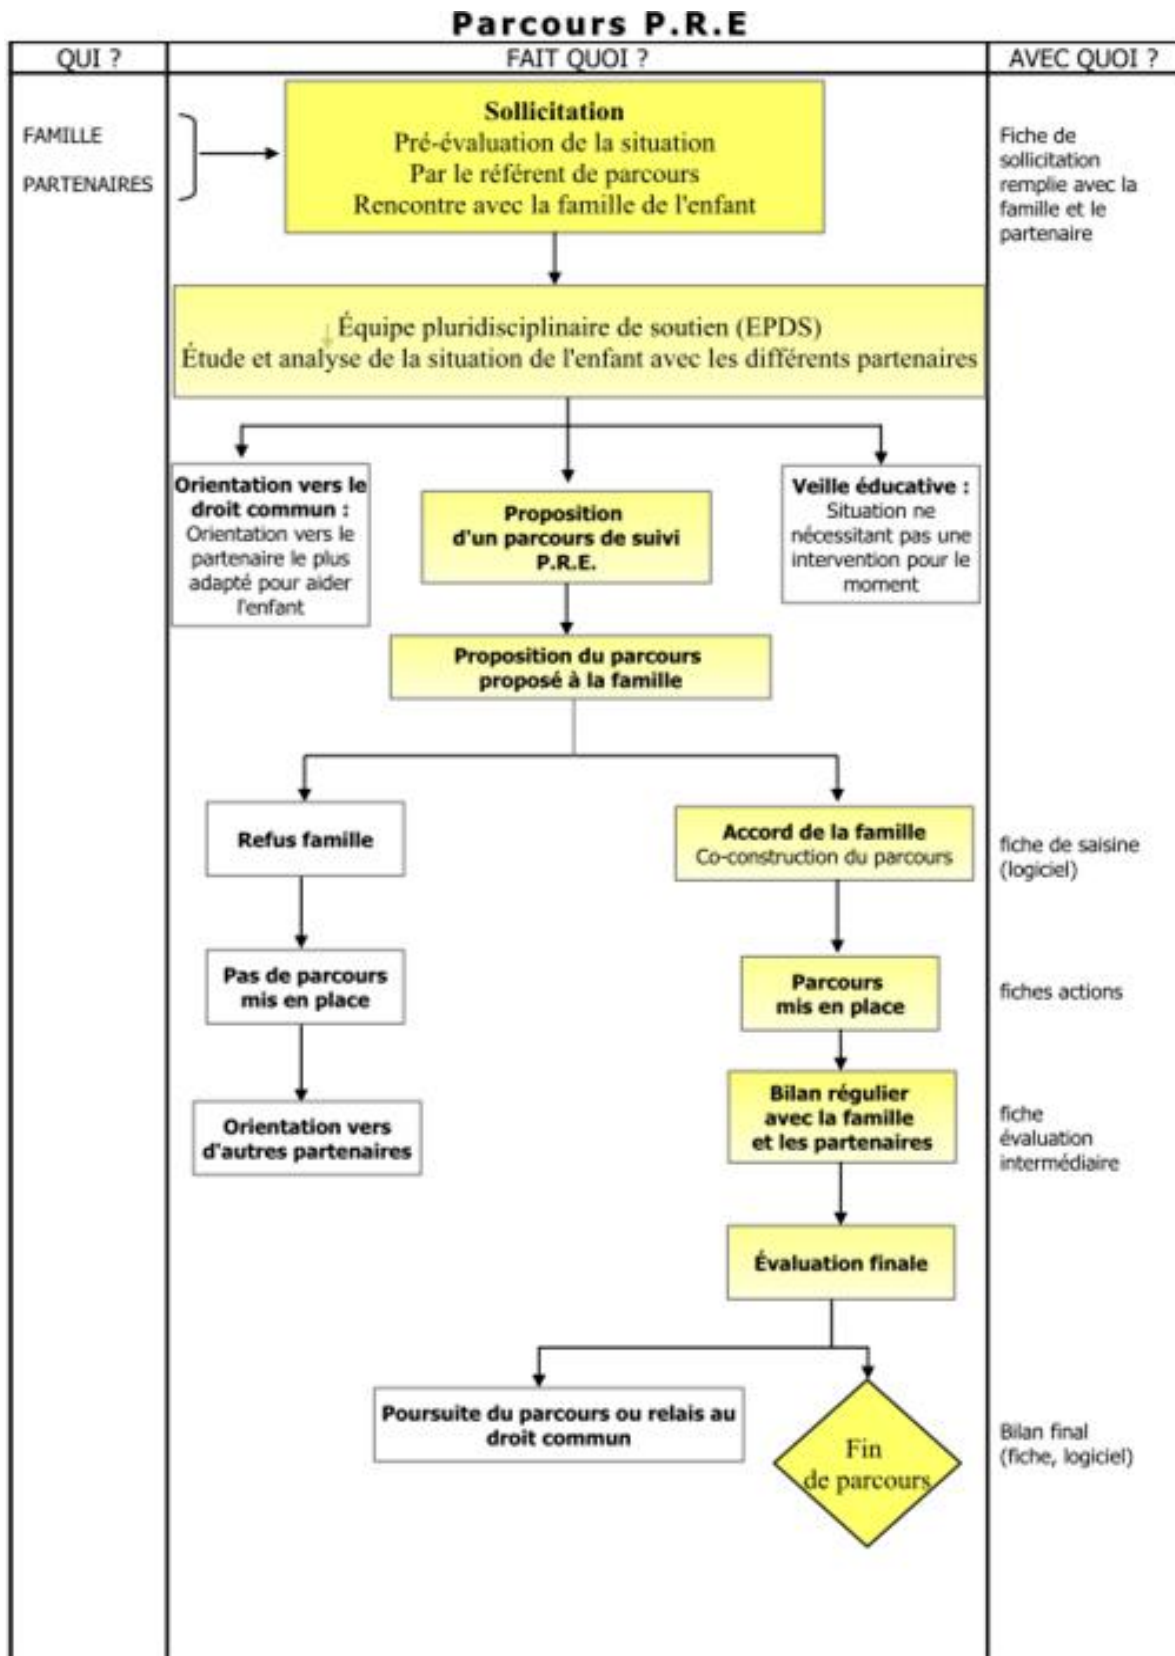 Parcours P.R.E
QUI ?
FAIT QUOI ?
AVEC QUOI ?
FAMILLE
PARTENAIRES
Sollicitation
Pré-évaluation de la situation
Par le référent de parcours
Rencontre avec la famille de l'enfant
Fiche de
sollicitation
remplie avec la
famille et le
partenaire
Équipe pluridisciplinaire de soutien (EPDS)
Étude et analyse de la situation de l'enfant avec les différents partenaires
Orientation vers le
droit commun :
Orientation vers le
partenaire le plus
adapté pour aider
l'enfant
Proposition
d'un parcours de suivi
P.R.E.
Veille éducative :
Situation ne
nécessitant pas une
intervention pour le
moment
Proposition du parcours
proposé à la famille
Refus famille
Accord de la famille
Co-construction du parcours
fiche de saisine
(logiciel)
Pas de parcours
mis en place
Parcours
mis en place
fiches actions
Orientation vers
d'autres partenaires
Bilan régulier
avec la famille
et les partenaires
fiche
évaluation
intermédiaire
Évaluation finale
Poursuite du parcours ou relais au
droit commun
Fin
de parcours
Bilan final
(fiche, logiciel)